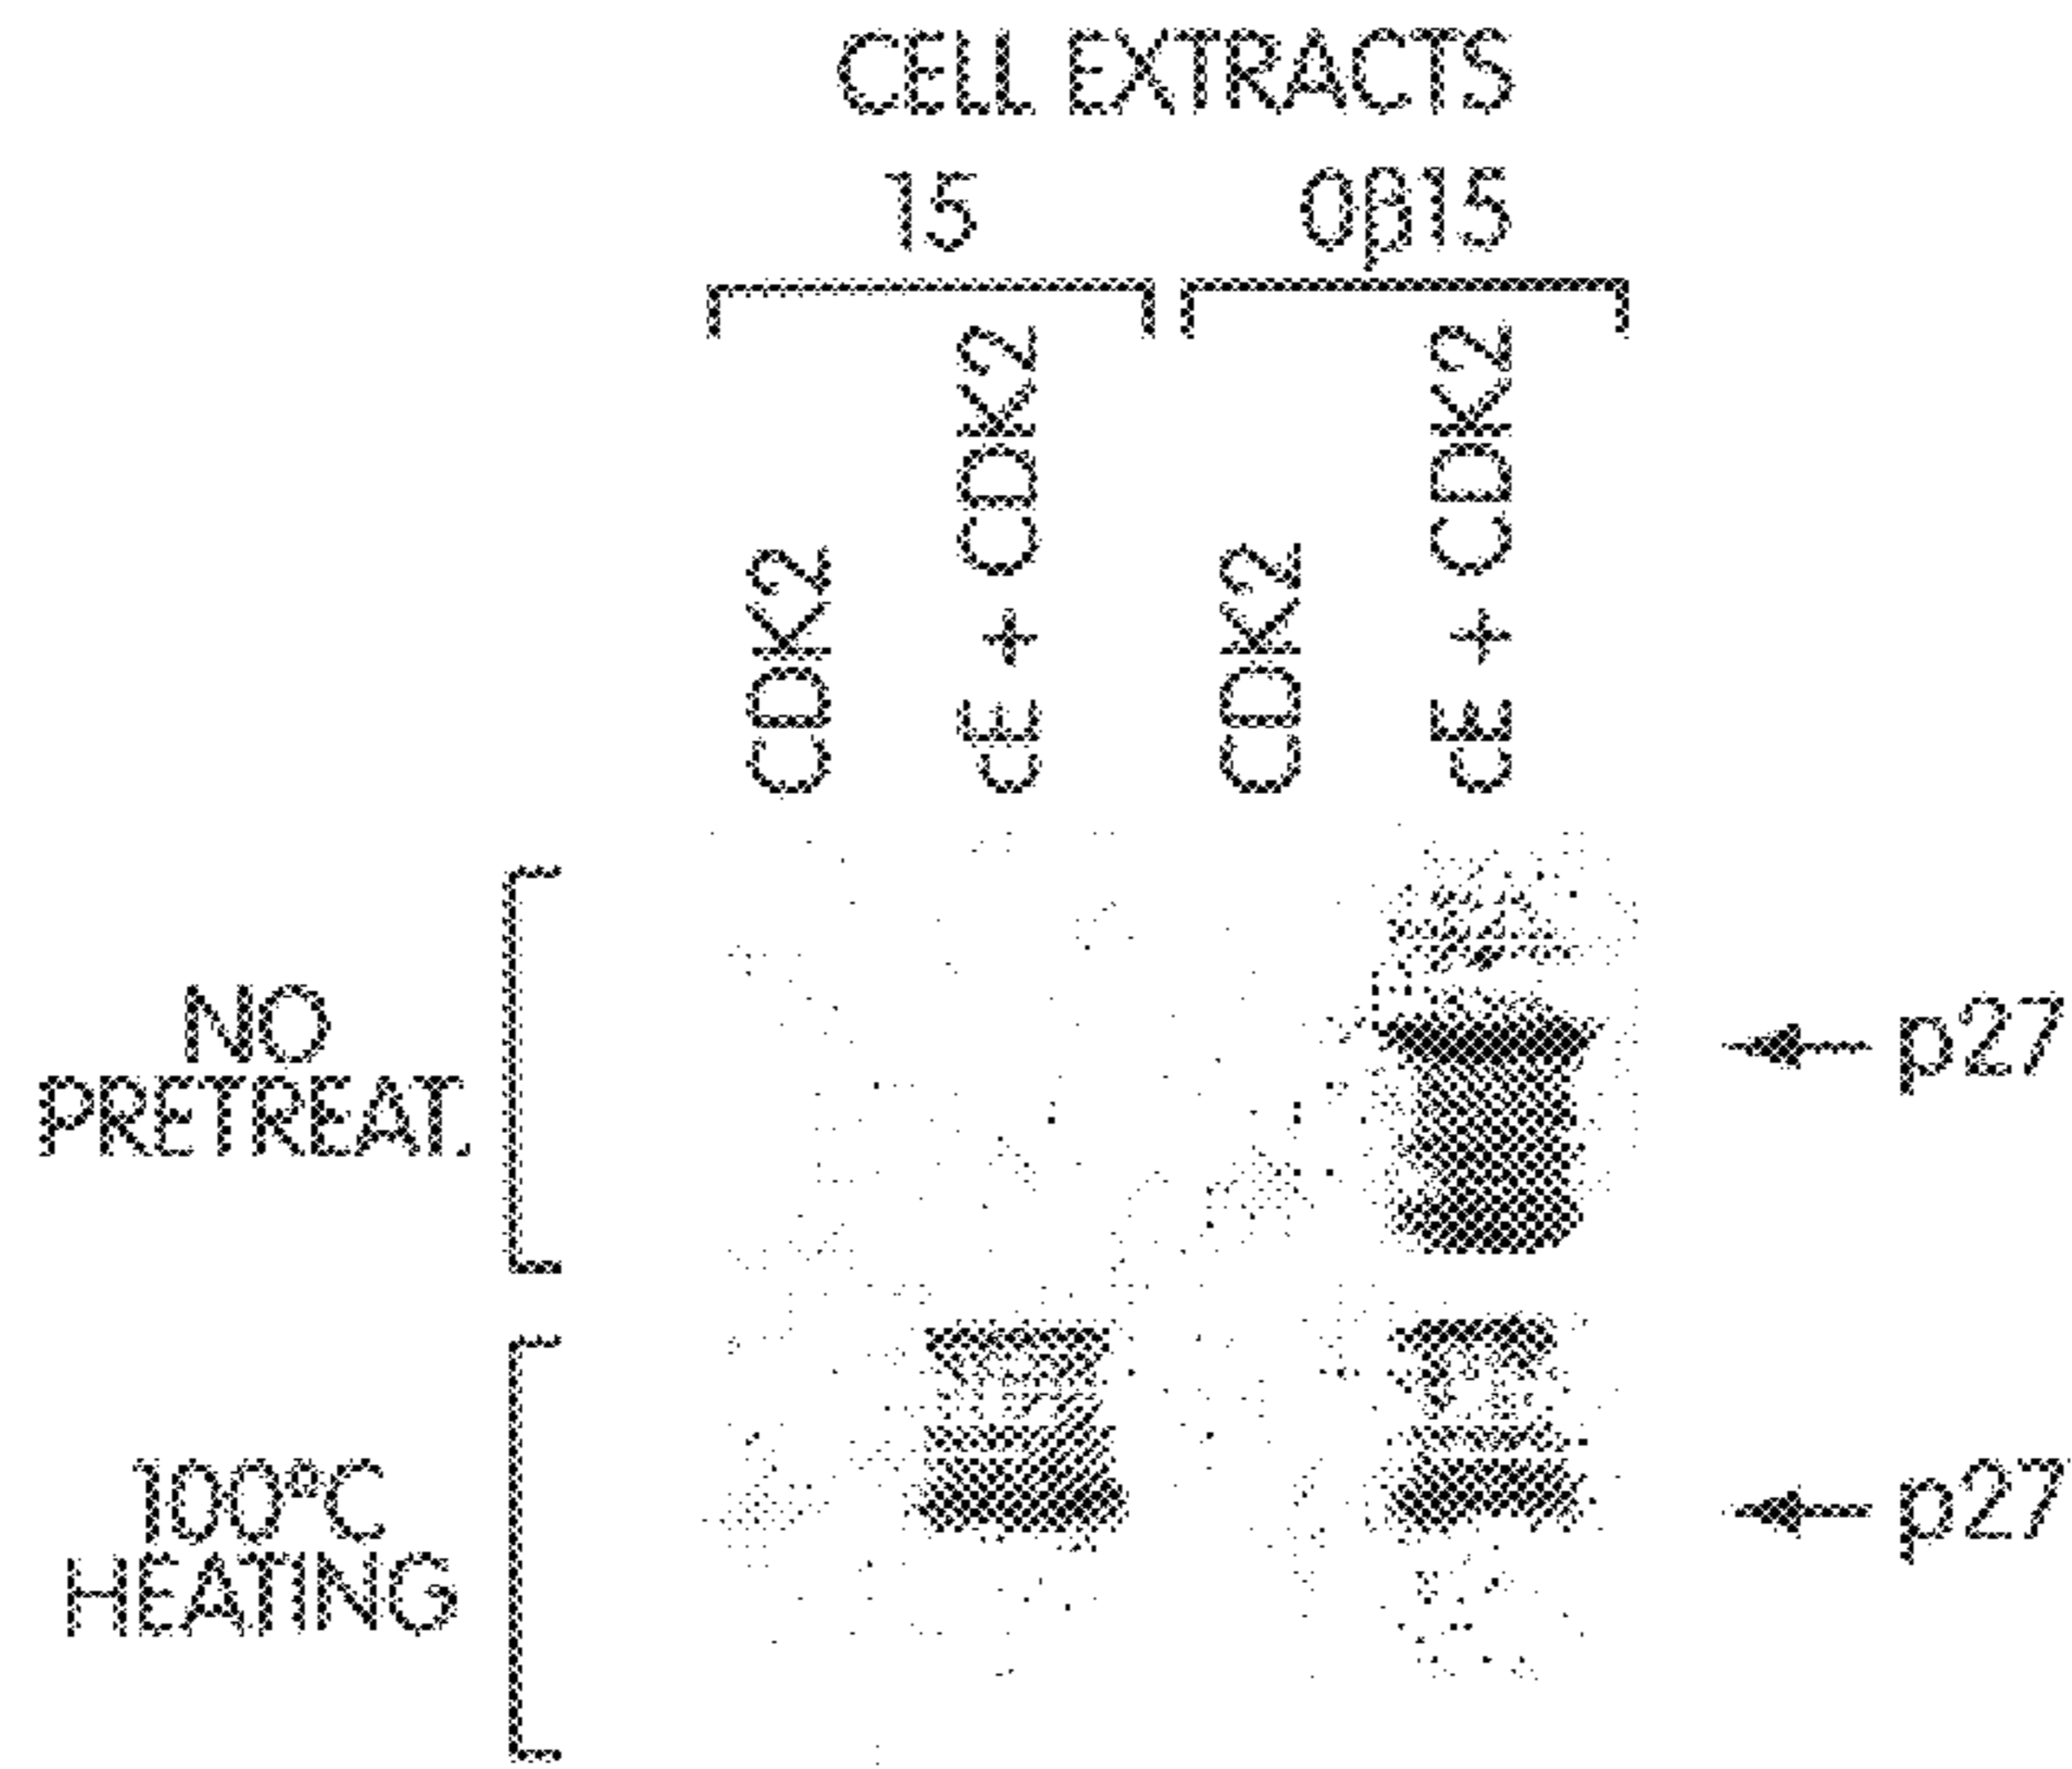 CELL EXTRACTS
15
0β15
CDK2
cE + CDK2
CDK2
cE + CDK2
NO
PRETREAT.
p27
100°C
HEATING
p27